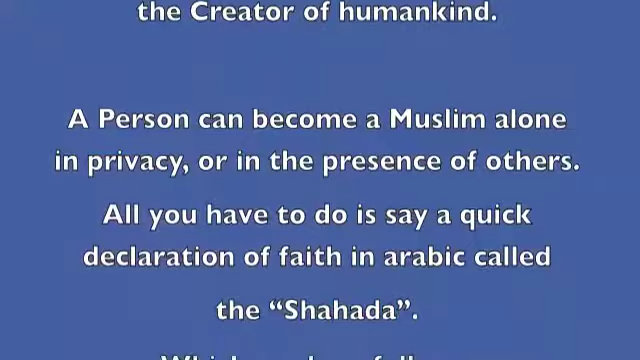 the Creator of humankind.
A Person can become a Muslim alone
in privacy, or in the presence of others.
All you have to do is say a quick
declaration of faith in arabic called
the “Shahada”.